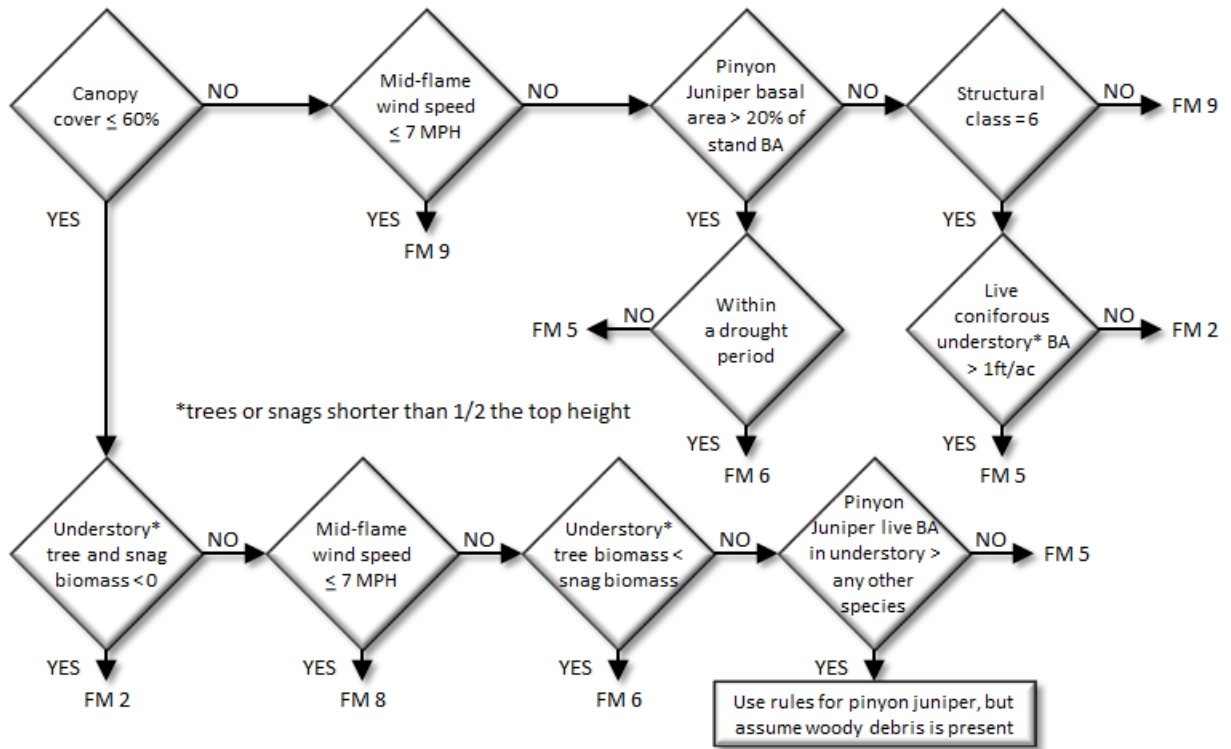 Canopy
cover ≤ 60%
NO
Mid-flame
wind speed
≤ 7 MPH
NO
Pinyon
Juniper basal
area > 20% of
stand BA
NO
Structural
class = 6
NO
FM 9
YES
YES
FM 9
YES
YES
FM 5
NO
Within
a drought
period
Live
coniforous
understory* BA
> 1ft/ac
NO
FM 2
*trees or snags shorter than 1/2 the top height
YES
FM 6
YES
FM 5
Understory*
tree and snag
biomass < 0
NO
Mid-flame
wind speed
≤ 7 MPH
NO
Understory*
tree biomass <
snag biomass
NO
Pinyon
Juniper live BA
in understory >
any other
species
NO
FM 5
YES
FM 2
YES
FM 8
YES
FM 6
YES
Use rules for pinyon juniper, but
assume woody debris is present